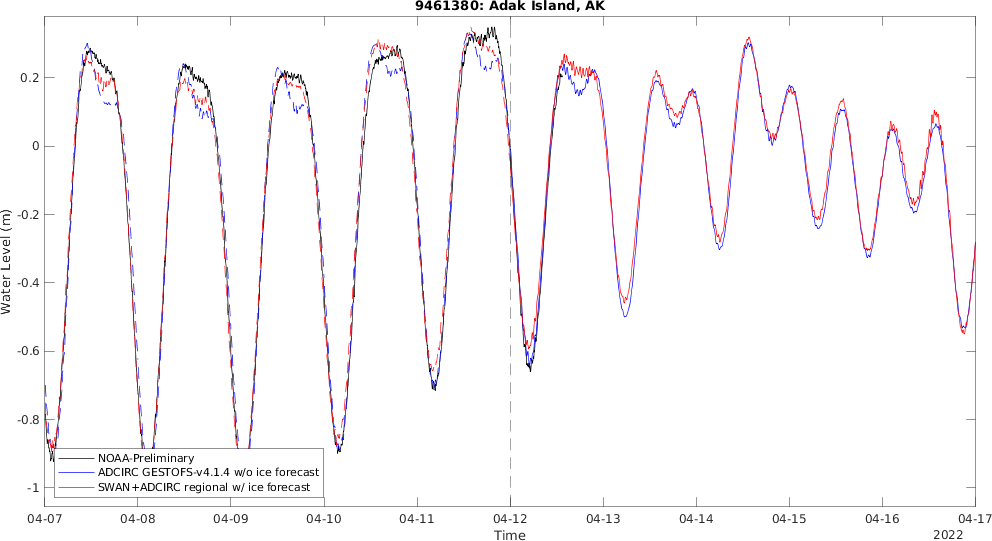 9461380: Adak Island, AK
Water Level (m)
0.2
0
-0.2
-0.4
-0.6
-0.8
-1
NOAA-Preliminary
ADCIRC GESTOFS-v4.1.4 w/o ice forecast
SWAN+ADCIRC regional w/ ice forecast
04-07 04-08 04-09 04-10 04-11 04-12 04-13 04-14 04-15 04-16 04-17
Time
2022